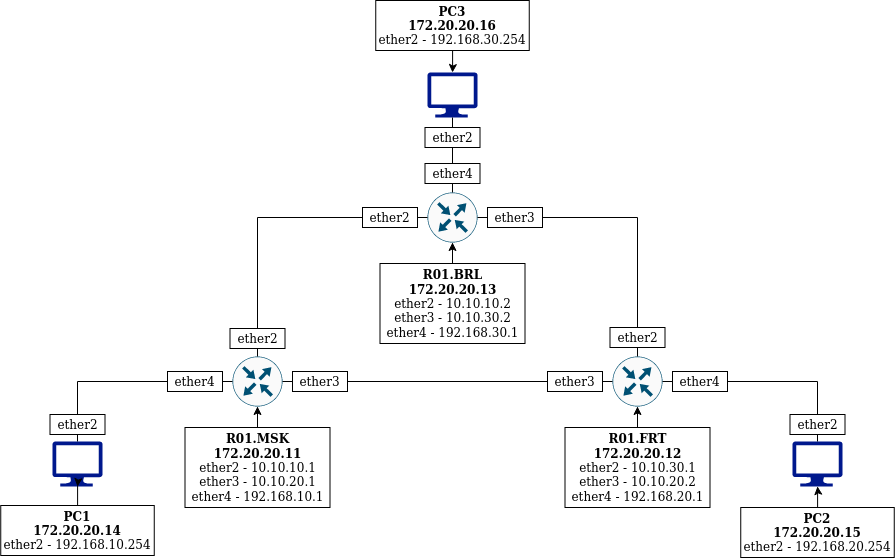 PC3
172.20.20.16
ether2 - 192.168.30.254
ether2
ether4
ether2
ether3
R01.BRL
172.20.20.13
ether2 - 10.10.10.2
ether3 - 10.10.30.2
ether4 - 192.168.30.1
ether2
ether2
ether4
ether3
ether3
ether4
ether2
ether2
R01.MSK
172.20.20.11
ether2 - 10.10.10.1
ether3 - 10.10.20.1
ether4 - 192.168.10.1
R01.FRT
172.20.20.12
ether2 - 10.10.30.1
ether3 - 10.10.20.2
ether4 - 192.168.20.1
PC1
172.20.20.14
ether2 - 192.168.10.254
PC2
172.20.20.15
ether2 - 192.168.20.254